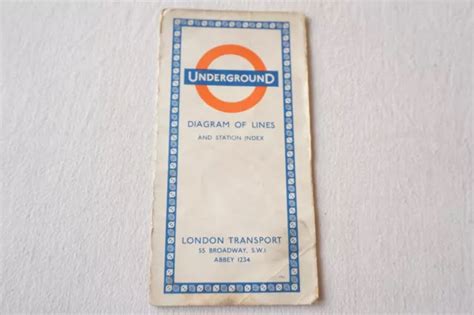 UNDERGROUND
DIAGRAM OF LINES
AND STATION INDEX
LONDON TRANSPORT
55 BROADWAY, S.W.1
ABBEY 1234